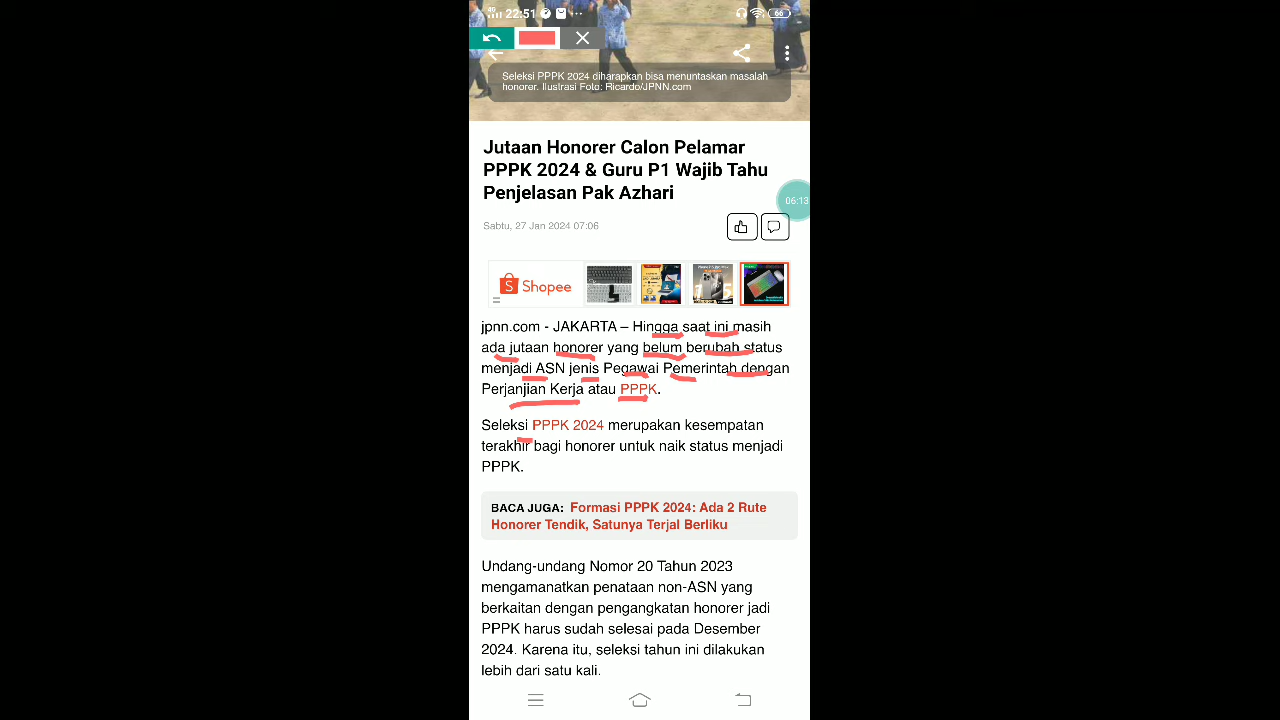 4G 22:51 66
Seleksi PPPK 2024 diharapkan bisa menuntaskan masalah
honorer. Ilustrasi Foto: Ricardo/JPNN.com
Jutaan Honorer Calon Pelamar
PPPK 2024 & Guru P1 Wajib Tahu
Penjelasan Pak Azhari
06:13
Sabtu, 27 Jan 2024 07:06
Shopee
jpnn.com - JAKARTA – Hingga saat ini masih
ada jutaan honorer yang belum berubah status
menjadi ASN jenis Pegawai Pemerintah dengan
Perjanjian Kerja atau PPPK.
Seleksi PPPK 2024 merupakan kesempatan
terakhir bagi honorer untuk naik status menjadi
PPPK.
BACA JUGA: Formasi PPPK 2024: Ada 2 Rute
Honorer Tendik, Satunya Terjal Berliku
Undang-undang Nomor 20 Tahun 2023
mengamanatkan penataan non-ASN yang
berkaitan dengan pengangkatan honorer jadi
PPPK harus sudah selesai pada Desember
2024. Karena itu, seleksi tahun ini dilakukan
lebih dari satu kali.